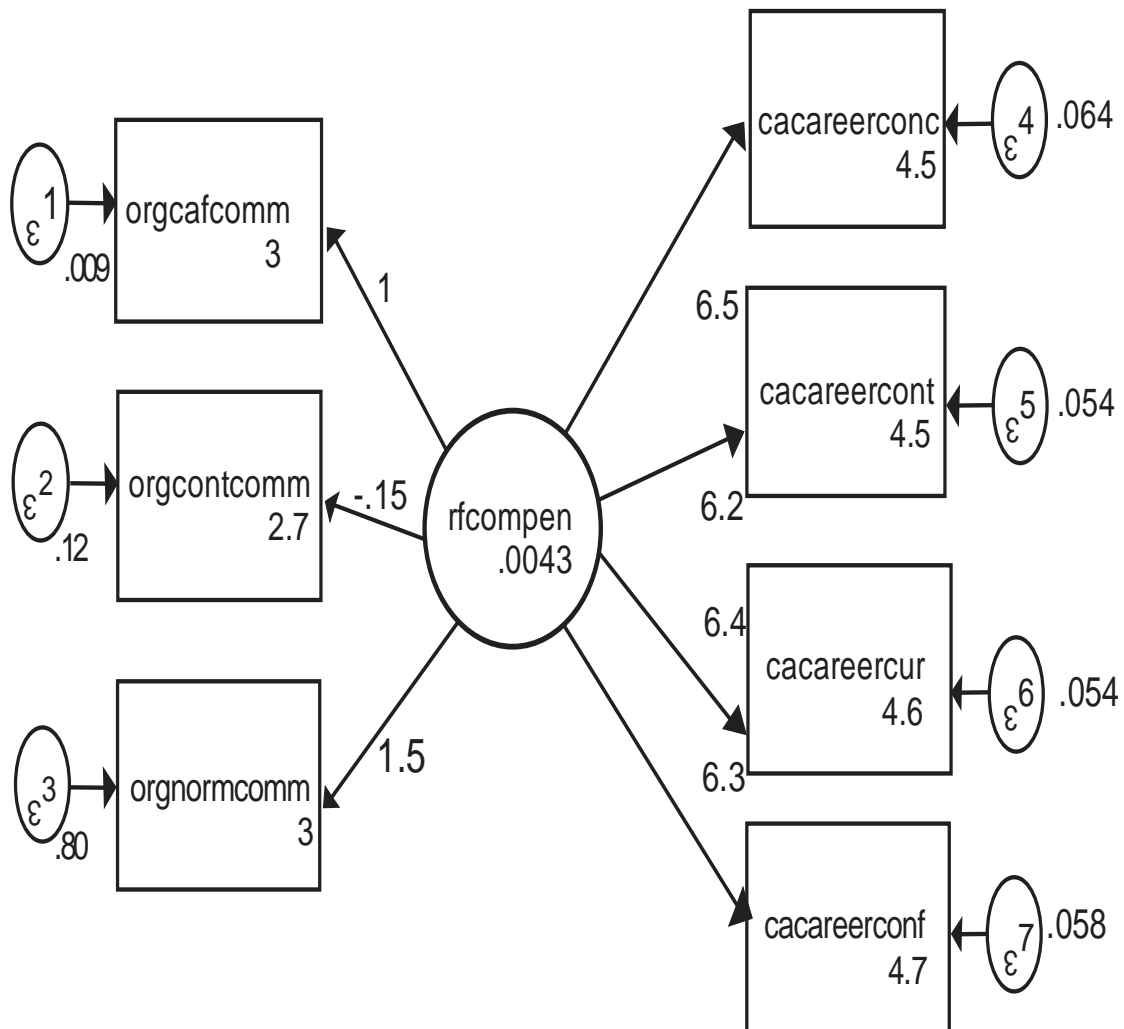 ε1
.009
orgcafcomm
3
1
ε2
.12
orgcontcomm
2.7
-.15
ε3
.80
orgnormcomm
3
1.5
rfcompen
.0043
cacareerconc
4.5
ε4
.064
6.5
cacareercont
4.5
ε5
.054
6.2
6.4
cacareercur
4.6
ε6
.054
6.3
cacareerconf
4.7
ε7
.058